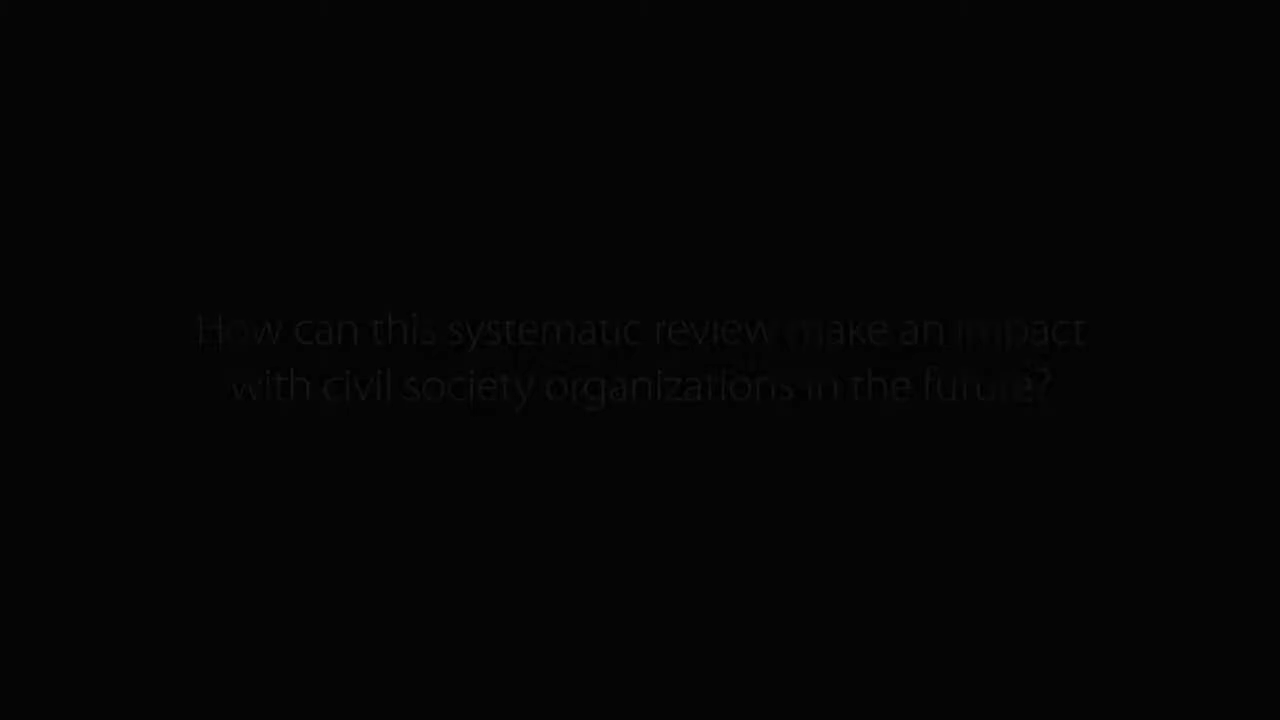 How can this systematic review make an impact
with civil society organizations in the future?